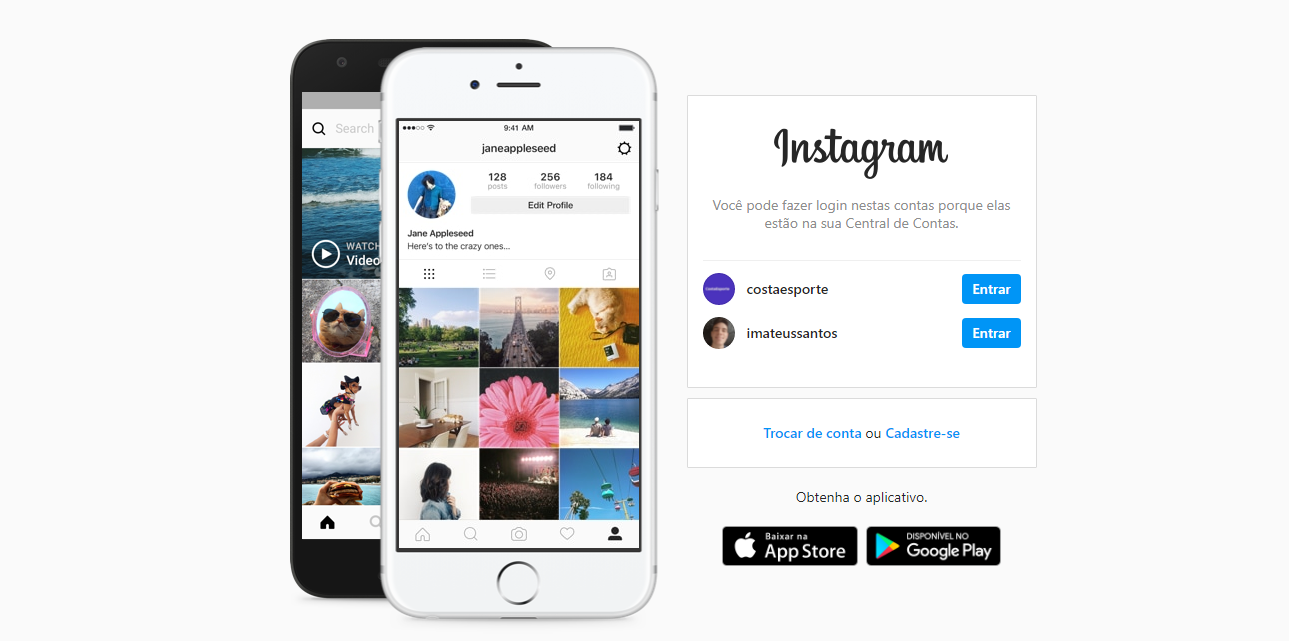 Search
WATCH
Video
9:41 AM
janeappleseed
128
posts
256
followers
184
following
Edit Profile
Jane Appleseed
Here's to the crazy ones...
Instagram
Você pode fazer login nestas contas porque elas
estão na sua Central de Contas.
costaesporte
Entrar
imateussantos
Entrar
Trocar de conta ou Cadastre-se
Obtenha o aplicativo.
Baixar na
App Store
DISPONÍVEL NO
Google Play